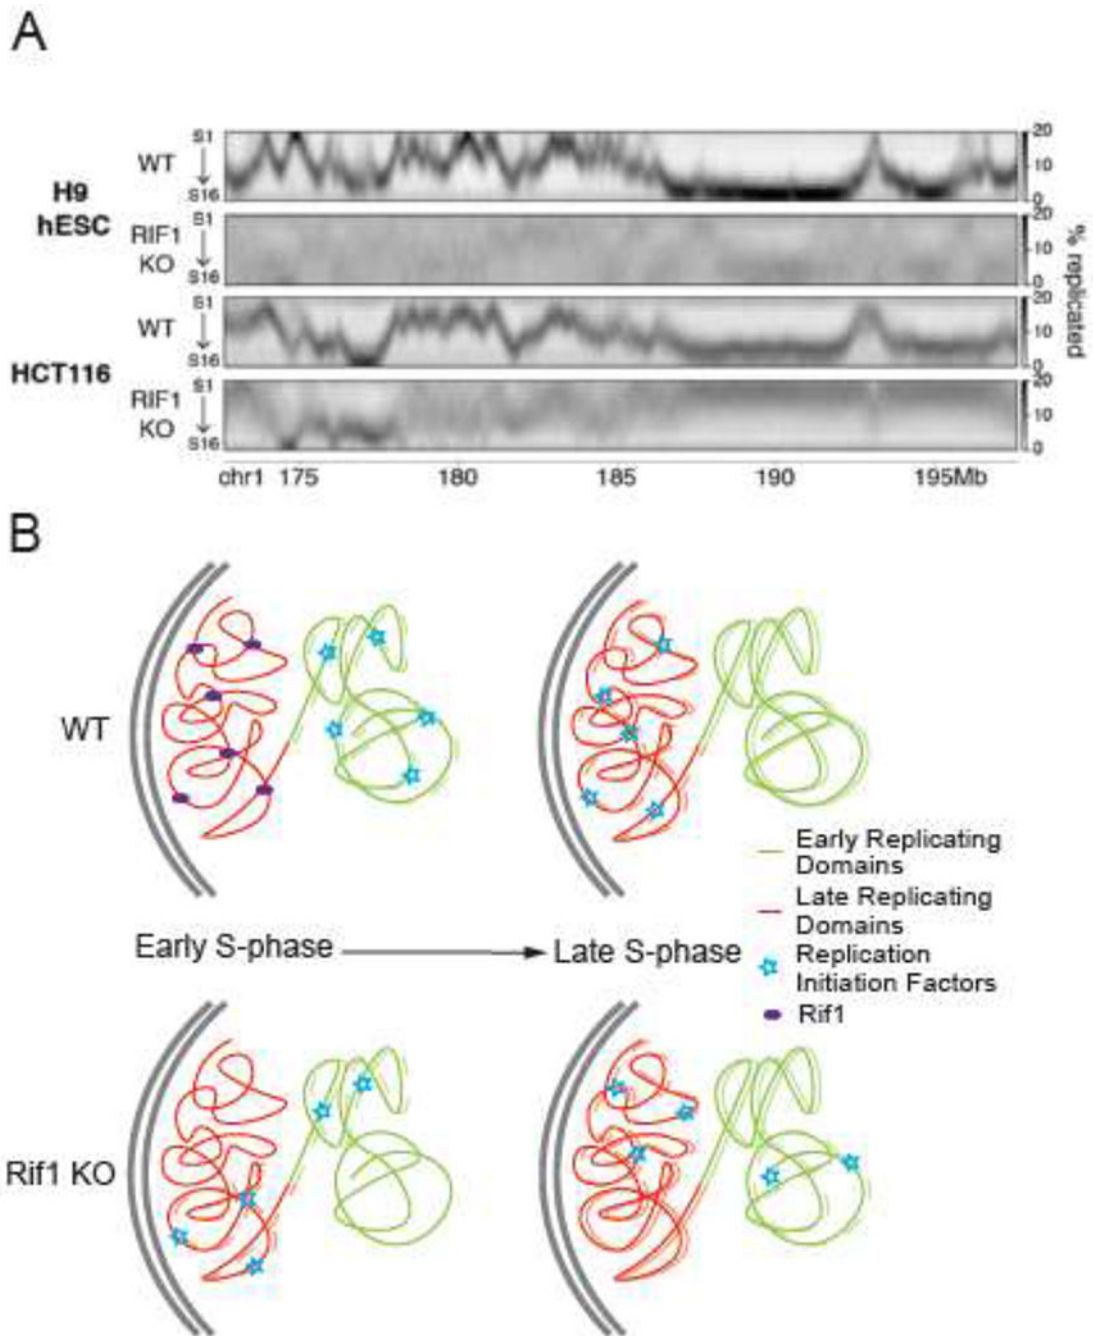 A
H9
hESC
WT
S1
S16
20
10
0
RIF1
KO
S1
S16
20
10
0
HCT116
WT
S1
S16
20
10
0
RIF1
KO
S1
S16
20
10
0
% replicated
chr1 175 180 185 190 195Mb
B
WT
Early Replicating
Domains
Late Replicating
Domains
Replication
Initiation Factors
Rif1
Early S-phase
Late S-phase
Rif1 KO